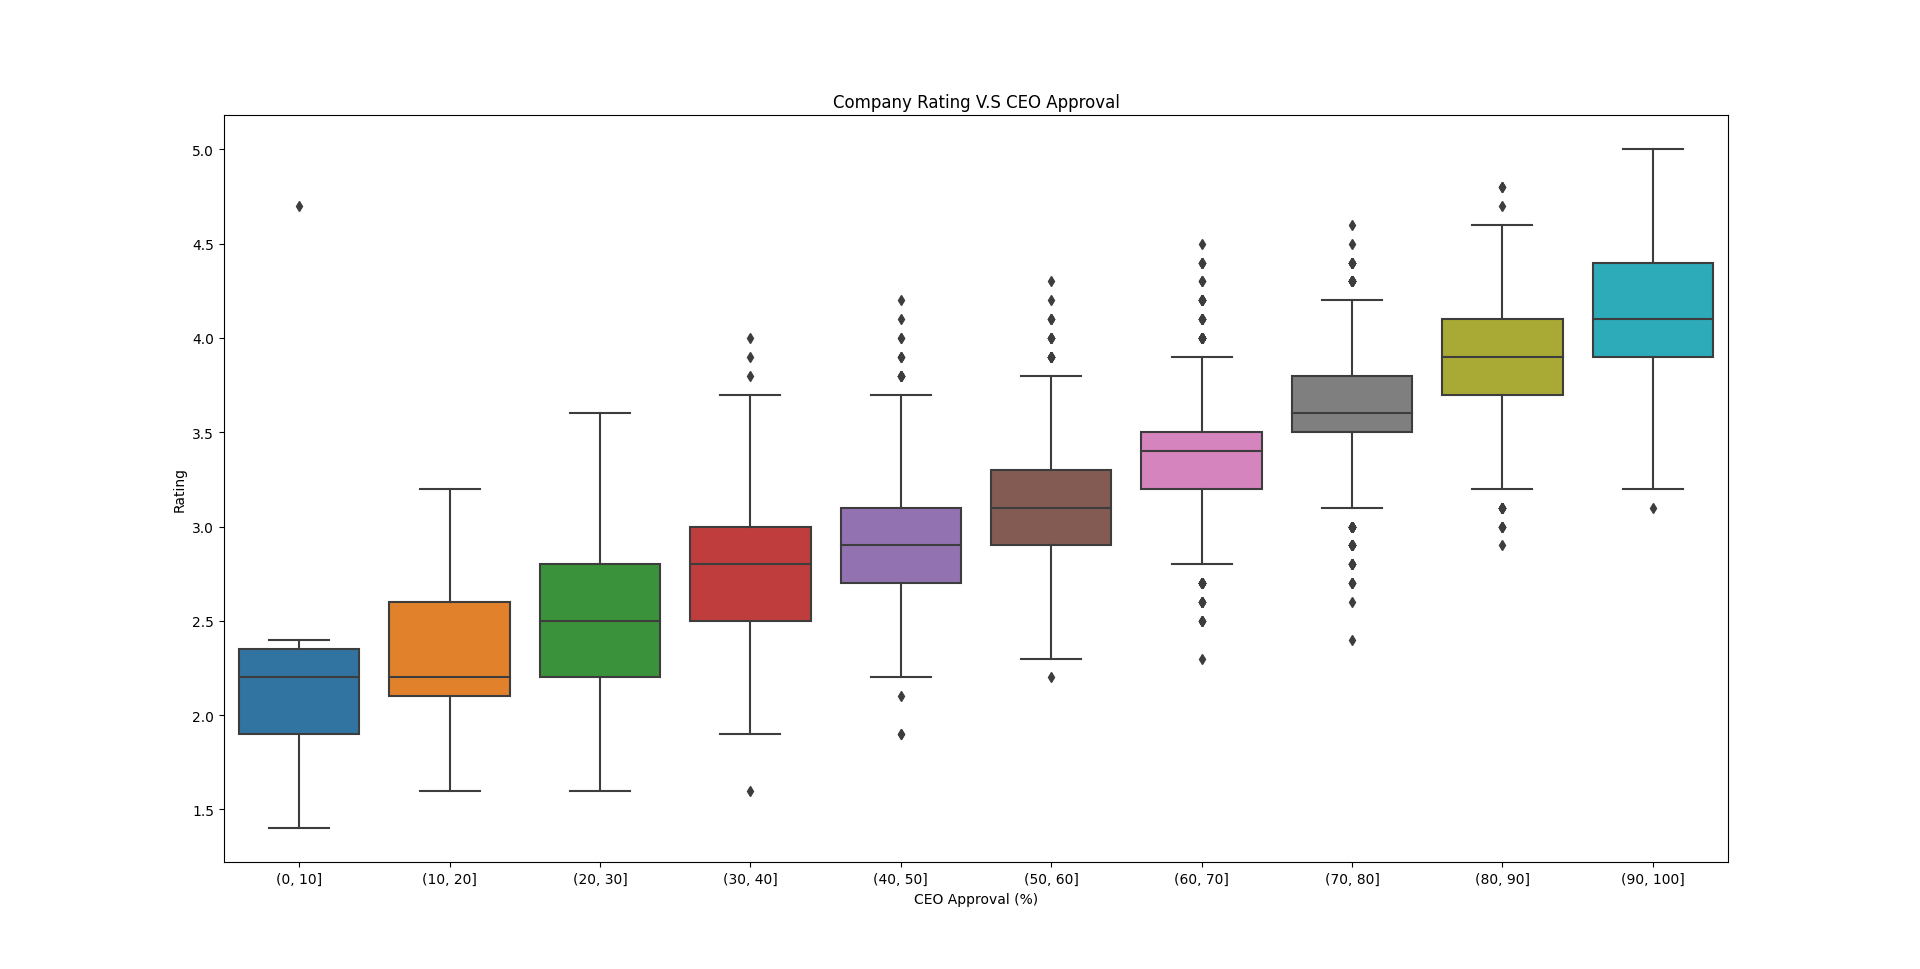 Company Rating V.S CEO Approval
5.0
4.5
4.0
3.5
3.0
2.5
2.0
1.5
Rating
(0, 10] (10, 20] (20, 30] (30, 40] (40, 50] (50, 60] (60, 70] (70, 80] (80, 90] (90, 100]
CEO Approval (%)